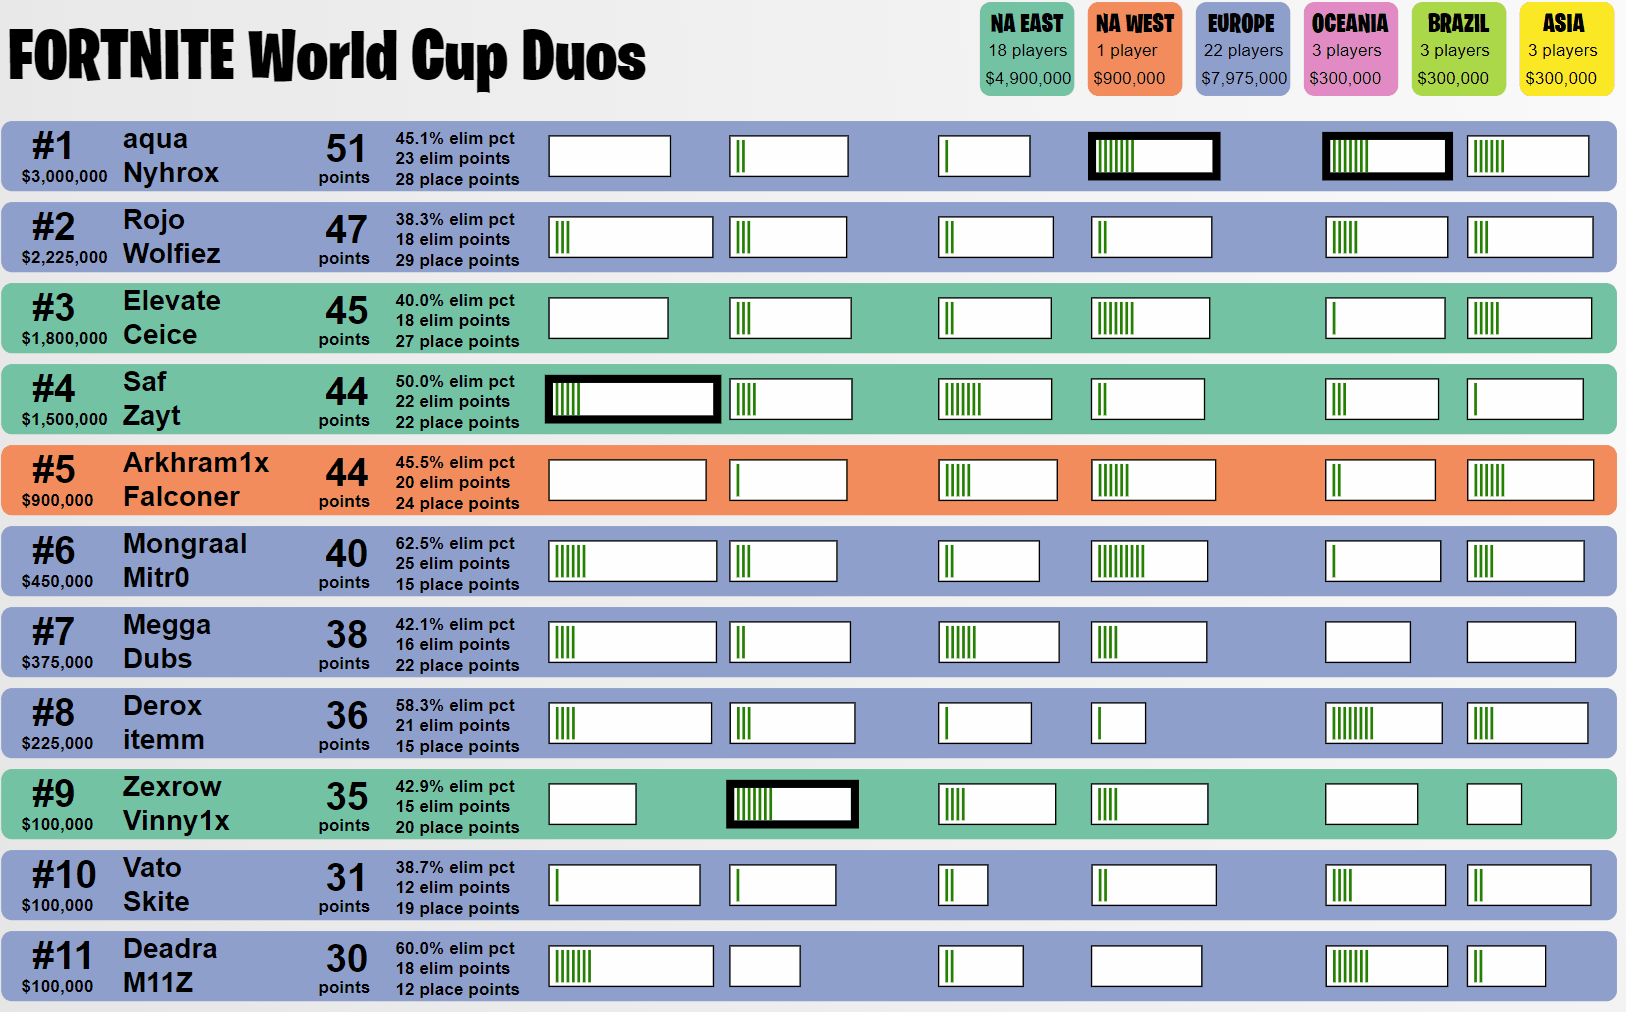 FORTNITE World Cup Duos
NA EAST
18 players
$4,900,000
NA WEST
1 player
$900,000
EUROPE
22 players
$7,975,000
OCEANIA
3 players
$300,000
BRAZIL
3 players
$300,000
ASIA
3 players
$300,000
#1
$3,000,000
aqua
Nyhrox
51
points
45.1% elim pct
23 elim points
28 place points
#2
$2,225,000
Rojo
Wolfiez
47
points
38.3% elim pct
18 elim points
29 place points
#3
$1,800,000
Elevate
Ceice
45
points
40.0% elim pct
18 elim points
27 place points
#4
$1,500,000
Saf
Zayt
44
points
50.0% elim pct
22 elim points
22 place points
#5
$900,000
Arkhram1x
Falconer
44
points
45.5% elim pct
20 elim points
24 place points
#6
$450,000
Mongraal
Mitr0
40
points
62.5% elim pct
25 elim points
15 place points
#7
$375,000
Megga
Dubs
38
points
42.1% elim pct
16 elim points
22 place points
#8
$225,000
Derox
itemm
36
points
58.3% elim pct
21 elim points
15 place points
#9
$100,000
Zexrow
Vinny1x
35
points
42.9% elim pct
15 elim points
20 place points
#10
$100,000
Vato
Skite
31
points
38.7% elim pct
12 elim points
19 place points
#11
$100,000
Deadra
M11Z
30
points
60.0% elim pct
18 elim points
12 place points